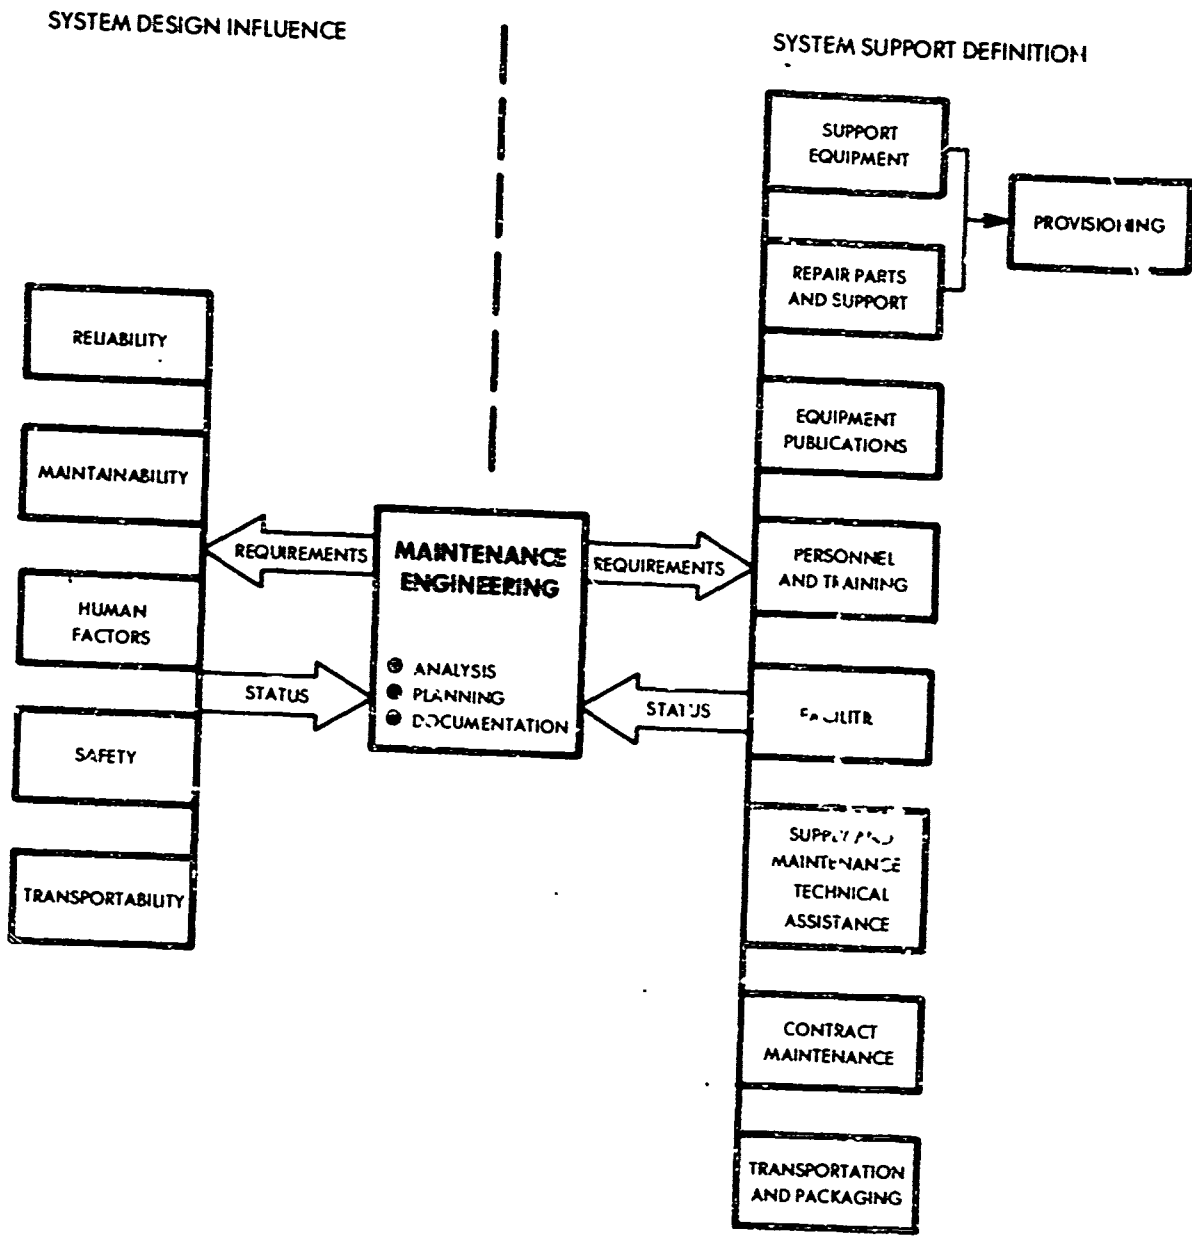 SYSTEM DESIGN INFLUENCE
SYSTEM SUPPORT DEFINITION
SUPPORT
EQUIPMENT
PROVISIONING
REPAIR PARTS
AND SUPPORT
RELIABILITY
EQUIPMENT
PUBLICATIONS
MAINTAINABILITY
REQUIREMENTS
MAINTENANCE
ENGINEERING
ANALYSIS
PLANNING
DOCUMENTATION
REQUIREMENTS
PERSONNEL
AND TRAINING
HUMAN
FACTORS
STATUS
STATUS
SAFETY
SUPPLY AND
MAINTENANCE
TECHNICAL
ASSISTANCE
TRANSPORTABILITY
CONTRACT
MAINTENANCE
TRANSPORTATION
AND PACKAGING